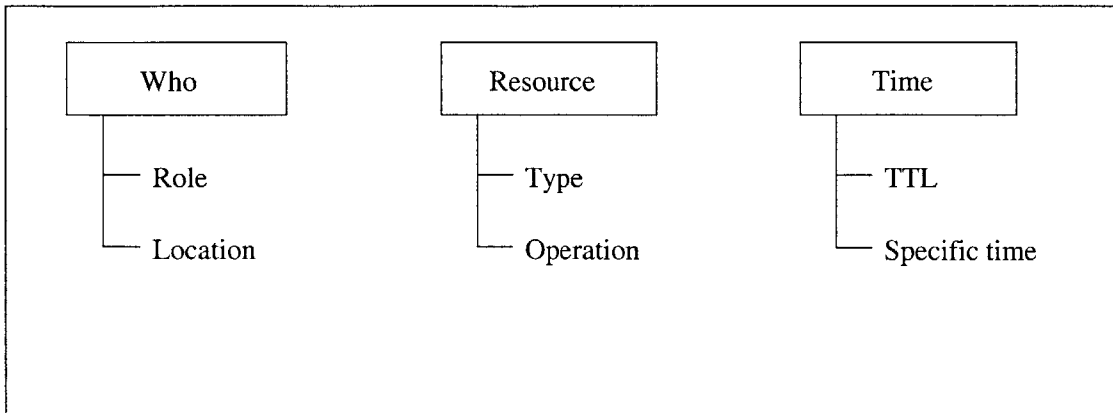 Who
Role
Location
Resource
Type
Operation
Time
TTL
Specific time